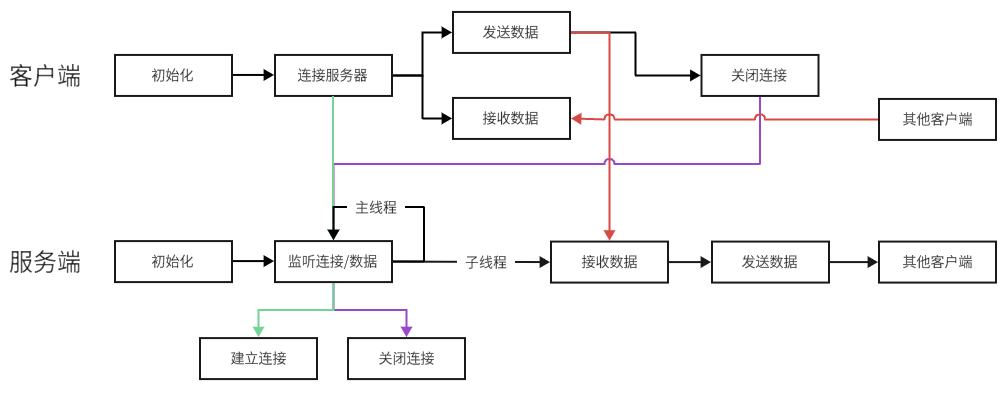 发送数据
客户端
初始化
连接服务器
关闭连接
接收数据
其他客户端
主线程
服务端
初始化
监听连接/数据
子线程
接收数据
发送数据
其他客户端
建立连接
关闭连接